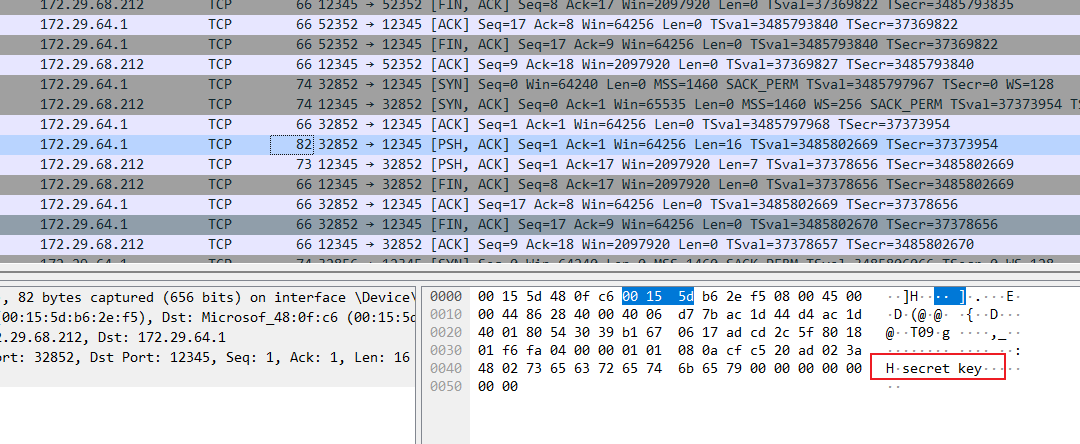 172.29.68.212 TCP 66 12345 → 52352 [FIN, ACK] Seq=8 Ack=17 Win=2097920 Len=0 TSval=37369822 TSecr=3485793835
172.29.64.1 TCP 66 52352 → 12345 [ACK] Seq=17 Ack=8 Win=64256 Len=0 TSval=3485793840 TSecr=37369822
172.29.64.1 TCP 66 52352 → 12345 [FIN, ACK] Seq=17 Ack=9 Win=64256 Len=0 TSval=3485793840 TSecr=37369822
172.29.68.212 TCP 66 12345 → 52352 [ACK] Seq=9 Ack=18 Win=2097920 Len=0 TSval=37369827 TSecr=3485793840
172.29.64.1 TCP 74 32852 → 12345 [SYN] Seq=0 Win=64240 Len=0 MSS=1460 SACK_PERM TSval=3485797967 TSecr=0 WS=128
172.29.68.212 TCP 74 12345 → 32852 [SYN, ACK] Seq=0 Ack=1 Win=65535 Len=0 MSS=1460 WS=256 SACK_PERM TSval=37373954 TS
172.29.64.1 TCP 66 32852 → 12345 [ACK] Seq=1 Ack=1 Win=64256 Len=0 TSval=3485797968 TSecr=37373954
172.29.64.1 TCP 82 32852 → 12345 [PSH, ACK] Seq=1 Ack=1 Win=64256 Len=16 TSval=3485802669 TSecr=37373954
172.29.68.212 TCP 73 12345 → 32852 [PSH, ACK] Seq=1 Ack=17 Win=2097920 Len=7 TSval=37378656 TSecr=3485802669
172.29.68.212 TCP 66 12345 → 32852 [FIN, ACK] Seq=8 Ack=17 Win=2097920 Len=0 TSval=37378656 TSecr=3485802669
172.29.64.1 TCP 66 32852 → 12345 [ACK] Seq=17 Ack=8 Win=64256 Len=0 TSval=3485802669 TSecr=37378656
172.29.64.1 TCP 66 32852 → 12345 [FIN, ACK] Seq=17 Ack=9 Win=64256 Len=0 TSval=3485802670 TSecr=37378656
172.29.68.212 TCP 66 12345 → 32852 [ACK] Seq=9 Ack=18 Win=2097920 Len=0 TSval=37378657 TSecr=3485802670
, 82 bytes captured (656 bits) on interface \Device\
(00:15:5d:b6:2e:f5), Dst: Microsof_48:0f:c6 (00:15:5d
2.29.68.212, Dst: 172.29.64.1
ort: 32852, Dst Port: 12345, Seq: 1, Ack: 1, Len: 16
0000 00 15 5d 48 0f c6 00 15 5d b6 2e f5 08 00 45 00 ··]H····].·.··E·
0010 00 44 86 28 40 00 40 06 d7 7b ac 1d 44 d4 ac 1d ·D·(@·@··{··D···
0020 40 01 80 54 30 39 b1 67 06 17 ad cd 2c 5f 80 18 @··T09·g····,_··
0030 01 f6 fa 04 00 00 01 01 08 0a cf c5 20 ad 02 3a ············ ··:
0040 48 02 73 65 63 72 65 74 6b 65 79 00 00 00 00 00 H·secret key·····
0050 00 00 ··